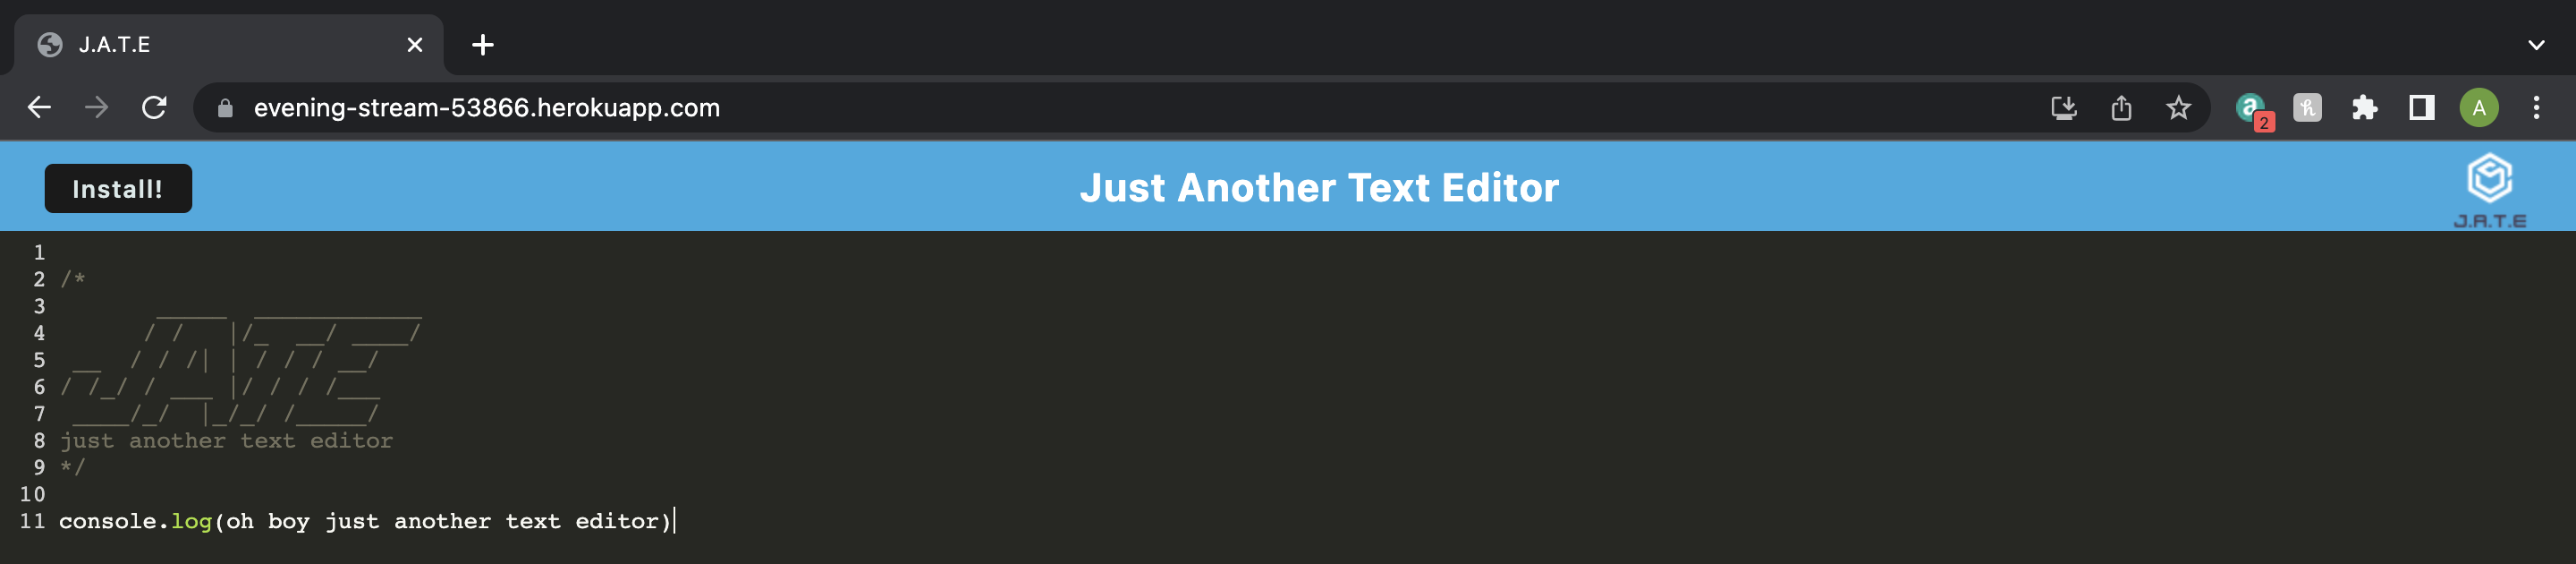 J.A.T.E
evening-stream-53866.herokuapp.com
2
A
Install!
Just Another Text Editor
J.A.T.E
1
2 /*
3       _____  ____________
4      / /   |/_  __/ ____/
5  __  / / /| | / / / __/
6 / /_/ / ___ |/ / / /___
7  ____/_/  |_/_/ /_____/
8 just another text editor
9 */
10
11 console.log(oh boy just another text editor)